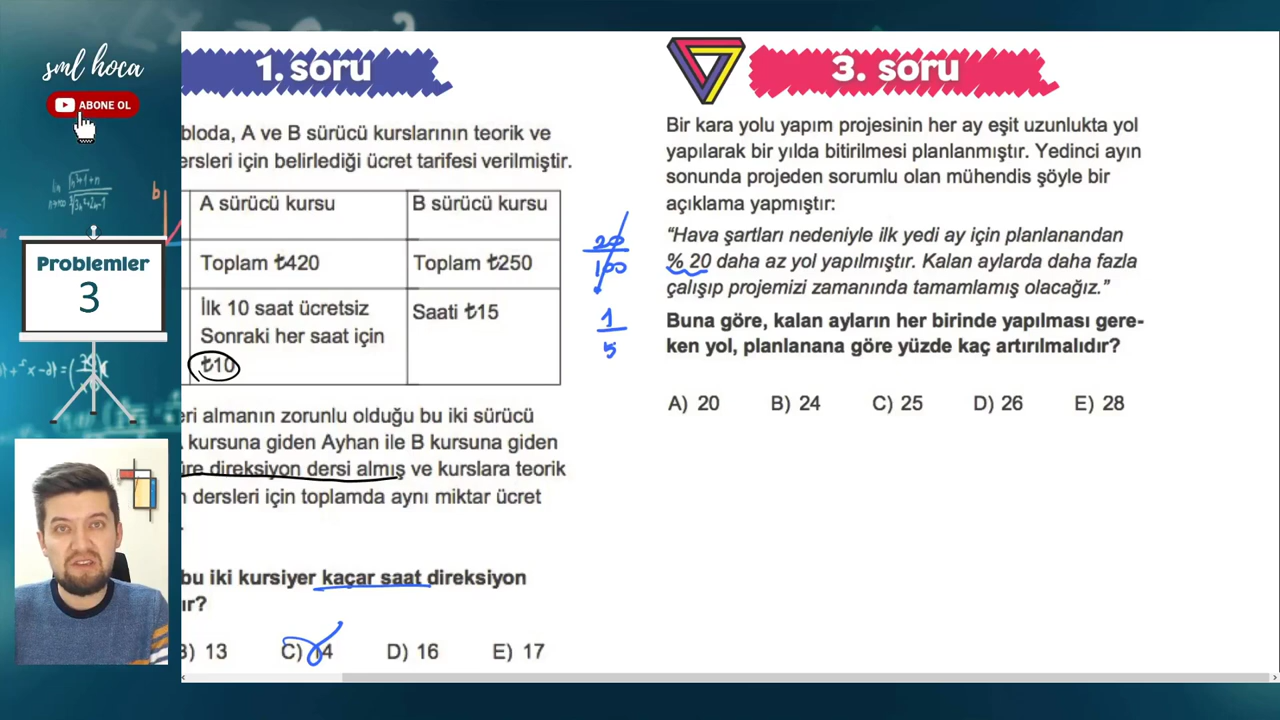 sml hoca
ABONE OL
Problemler
3
1. soru
bloda, A ve B sürücü kurslarının teorik ve
ersleri için belirlediği ücret tarifesi verilmiştir.
A sürücü kursu
B sürücü kursu
Toplam ₺420
Toplam ₺250
İlk 10 saat ücretsiz
Sonraki her saat için
₺10
Saati ₺15
eri almanın zorunlu olduğu bu iki sürücü
kursuna giden Ayhan ile B kursuna giden
üre direksiyon dersi almış ve kurslara teorik
n dersleri için toplamda aynı miktar ücret
bu iki kursiyer kaçar saat direksiyon
ır?
B) 13 C) 14 D) 16 E) 17
20
100
1
5
3. soru
Bir kara yolu yapım projesinin her ay eşit uzunlukta yol
yapılarak bir yılda bitirilmesi planlanmıştır. Yedinci ayın
sonunda projeden sorumlu olan mühendis şöyle bir
açıklama yapmıştır:
“Hava şartları nedeniyle ilk yedi ay için planlanandan
% 20 daha az yol yapılmıştır. Kalan aylarda daha fazla
çalışıp projemizi zamanında tamamlamış olacağız.”
Buna göre, kalan ayların her birinde yapılması gere-
ken yol, planlanana göre yüzde kaç artırılmalıdır?
A) 20 B) 24 C) 25 D) 26 E) 28